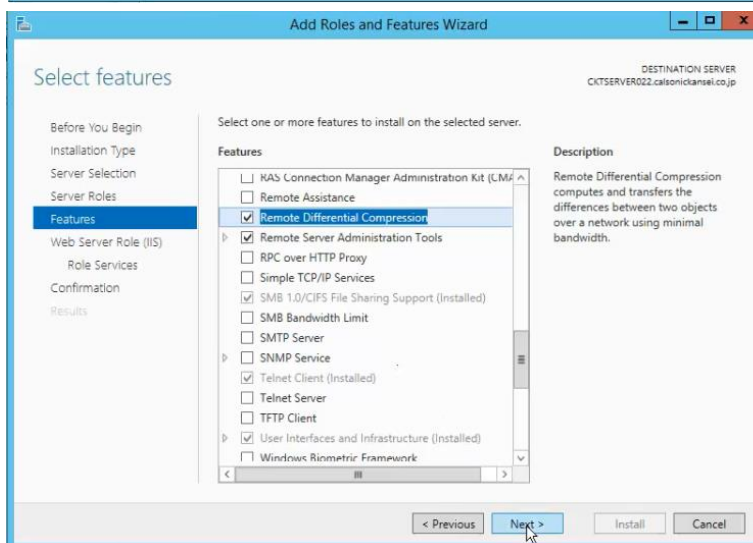 Add Roles and Features Wizard
Select features
DESTINATION SERVER
CKTSERVER022.calsonickansei.co.jp
Before You Begin
Installation Type
Server Selection
Server Roles
Features
Web Server Role (IIS)
Role Services
Confirmation
Results
Select one or more features to install on the selected server.
Features
RAS Connection Manager Administration Kit (CMA
Remote Assistance
Remote Differential Compression
Remote Server Administration Tools
RPC over HTTP Proxy
Simple TCP/IP Services
SMB 1.0/CIFS File Sharing Support (Installed)
SMB Bandwidth Limit
SMTP Server
SNMP Service
Telnet Client (Installed)
Telnet Server
TFTP Client
User Interfaces and Infrastructure (Installed)
Windows Biometric Framework
Description
Remote Differential Compression
computes and transfers the
differences between two objects
over a network using minimal
bandwidth.
< Previous
Next >
Install
Cancel